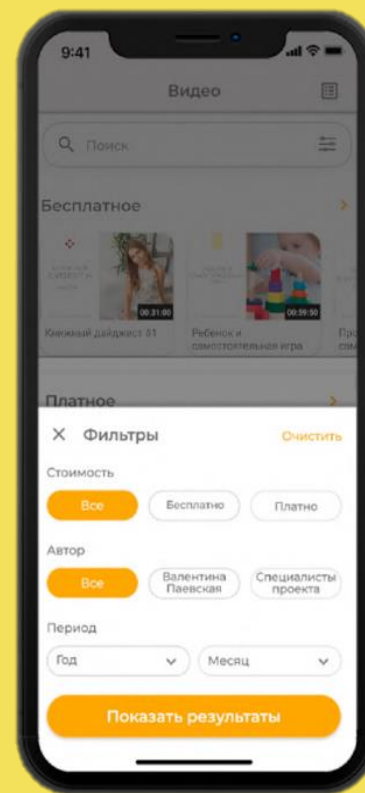 9:41
Видео
Поиск
Бесплатное
00:31:00
00:59:50
Книжный дайджест 31
Ребенок и
самостоятельная игра
Платное
Фильтры
Очистить
Стоимость
Все
Бесплатно
Платно
Автор
Все
Валентина
Паевская
Специалисты
проекта
Период
Год
Месяц
Показать результаты